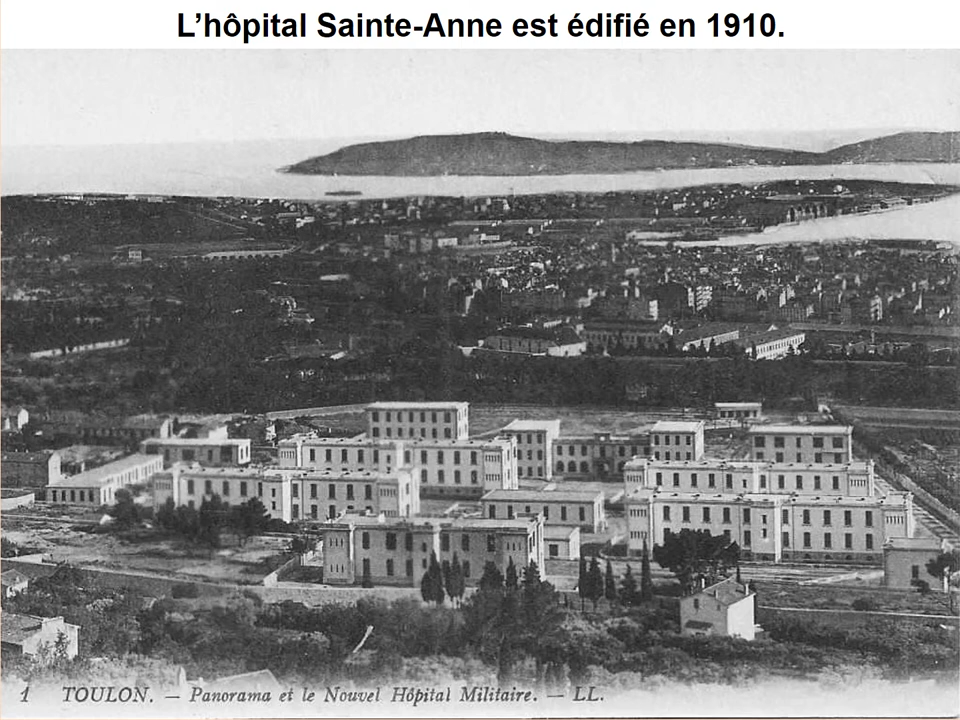 L’hôpital Sainte-Anne est édifié en 1910.
1 TOULON. — Panorama et le Nouvel Hôpital Militaire. — LL.